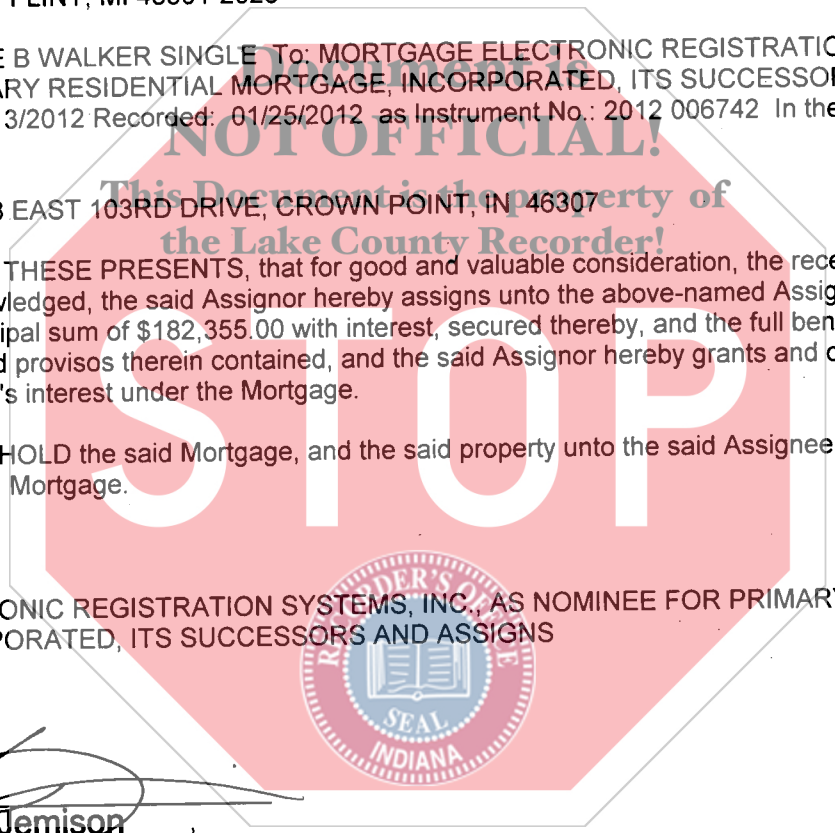 FLINT, MI 48501-2026
E B WALKER SINGLE To: MORTGAGE ELECTRONIC REGISTRATIO
ARY RESIDENTIAL MORTGAGE, INCORPORATED, ITS SUCCESSOR
Document is
3/2012 Recorded: 01/25/2012 as Instrument No.: 2012 006742 In the
NOT OFFICIAL!
This Document is the property of
EAST 103RD DRIVE, CROWN POINT, IN 46307
the Lake County Recorder!
THESE PRESENTS, that for good and valuable consideration, the rece
ledged, the said Assignor hereby assigns unto the above-named Assig
ipal sum of $182,355.00 with interest, secured thereby, and the full ben
d provisos therein contained, and the said Assignor hereby grants and c
's interest under the Mortgage.
STOP
HOLD the said Mortgage, and the said property unto the said Assignee
Mortgage.
ONIC REGISTRATION SYSTEMS, INC., AS NOMINEE FOR PRIMARY
PORATED, ITS SUCCESSORS AND ASSIGNS
RECORDER'S OFFICE
SEAL
INDIANA
Jemison